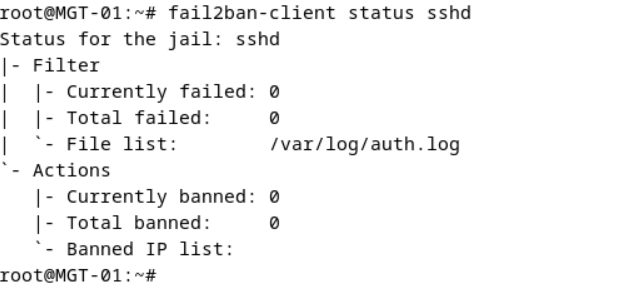 root@MGT-01:~# fail2ban-client status sshd
Status for the jail: sshd
|- Filter
|  |- Currently failed: 0
|  |- Total failed:     0
|  `- File list:        /var/log/auth.log
`- Actions
   |- Currently banned: 0
   |- Total banned:     0
   `- Banned IP list:
root@MGT-01:~#